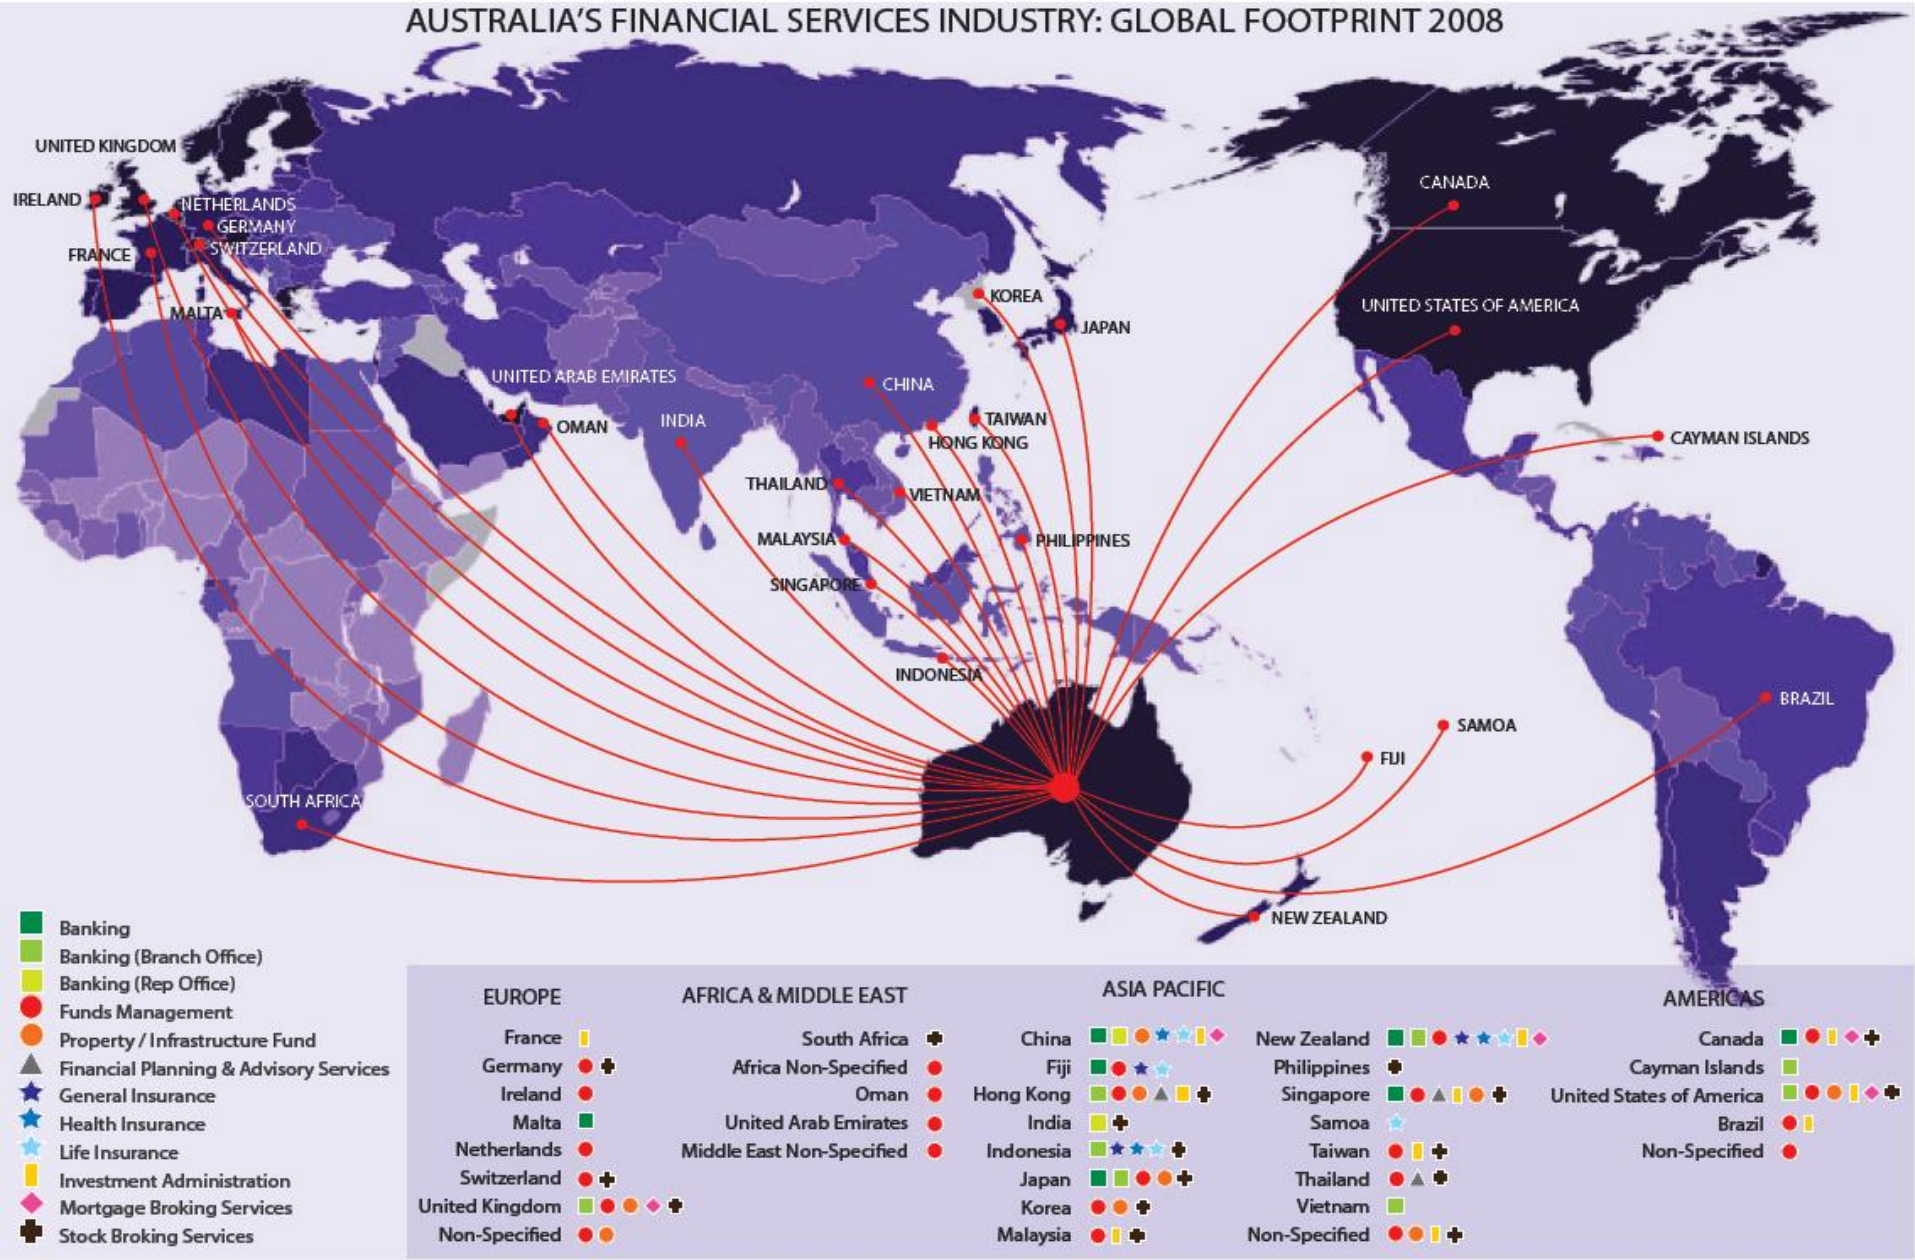 AUSTRALIA'S FINANCIAL SERVICES INDUSTRY: GLOBAL FOOTPRINT 2008
UNITED KINGDOM
IRELAND
NETHERLANDS
GERMANY
SWITZERLAND
FRANCE
MALTA
UNITED ARAB EMIRATES
OMAN
INDIA
CHINA
KOREA
JAPAN
TAIWAN
HONG KONG
THAILAND
VIETNAM
MALAYSIA
PHILIPPINES
SINGAPORE
INDONESIA
CANADA
UNITED STATES OF AMERICA
CAYMAN ISLANDS
BRAZIL
SAMOA
FIJI
SOUTH AFRICA
NEW ZEALAND
Banking
Banking (Branch Office)
Banking (Rep Office)
Funds Management
Property / Infrastructure Fund
Financial Planning & Advisory Services
General Insurance
Health Insurance
Life Insurance
Investment Administration
Mortgage Broking Services
Stock Broking Services
EUROPE
France
Germany
Ireland
Malta
Netherlands
Switzerland
United Kingdom
Non-Specified
AFRICA & MIDDLE EAST
South Africa
Africa Non-Specified
Oman
United Arab Emirates
Middle East Non-Specified
ASIA PACIFIC
China
Fiji
Hong Kong
India
Indonesia
Japan
Korea
Malaysia
New Zealand
Philippines
Singapore
Samoa
Taiwan
Thailand
Vietnam
Non-Specified
AMERICAS
Canada
Cayman Islands
United States of America
Brazil
Non-Specified